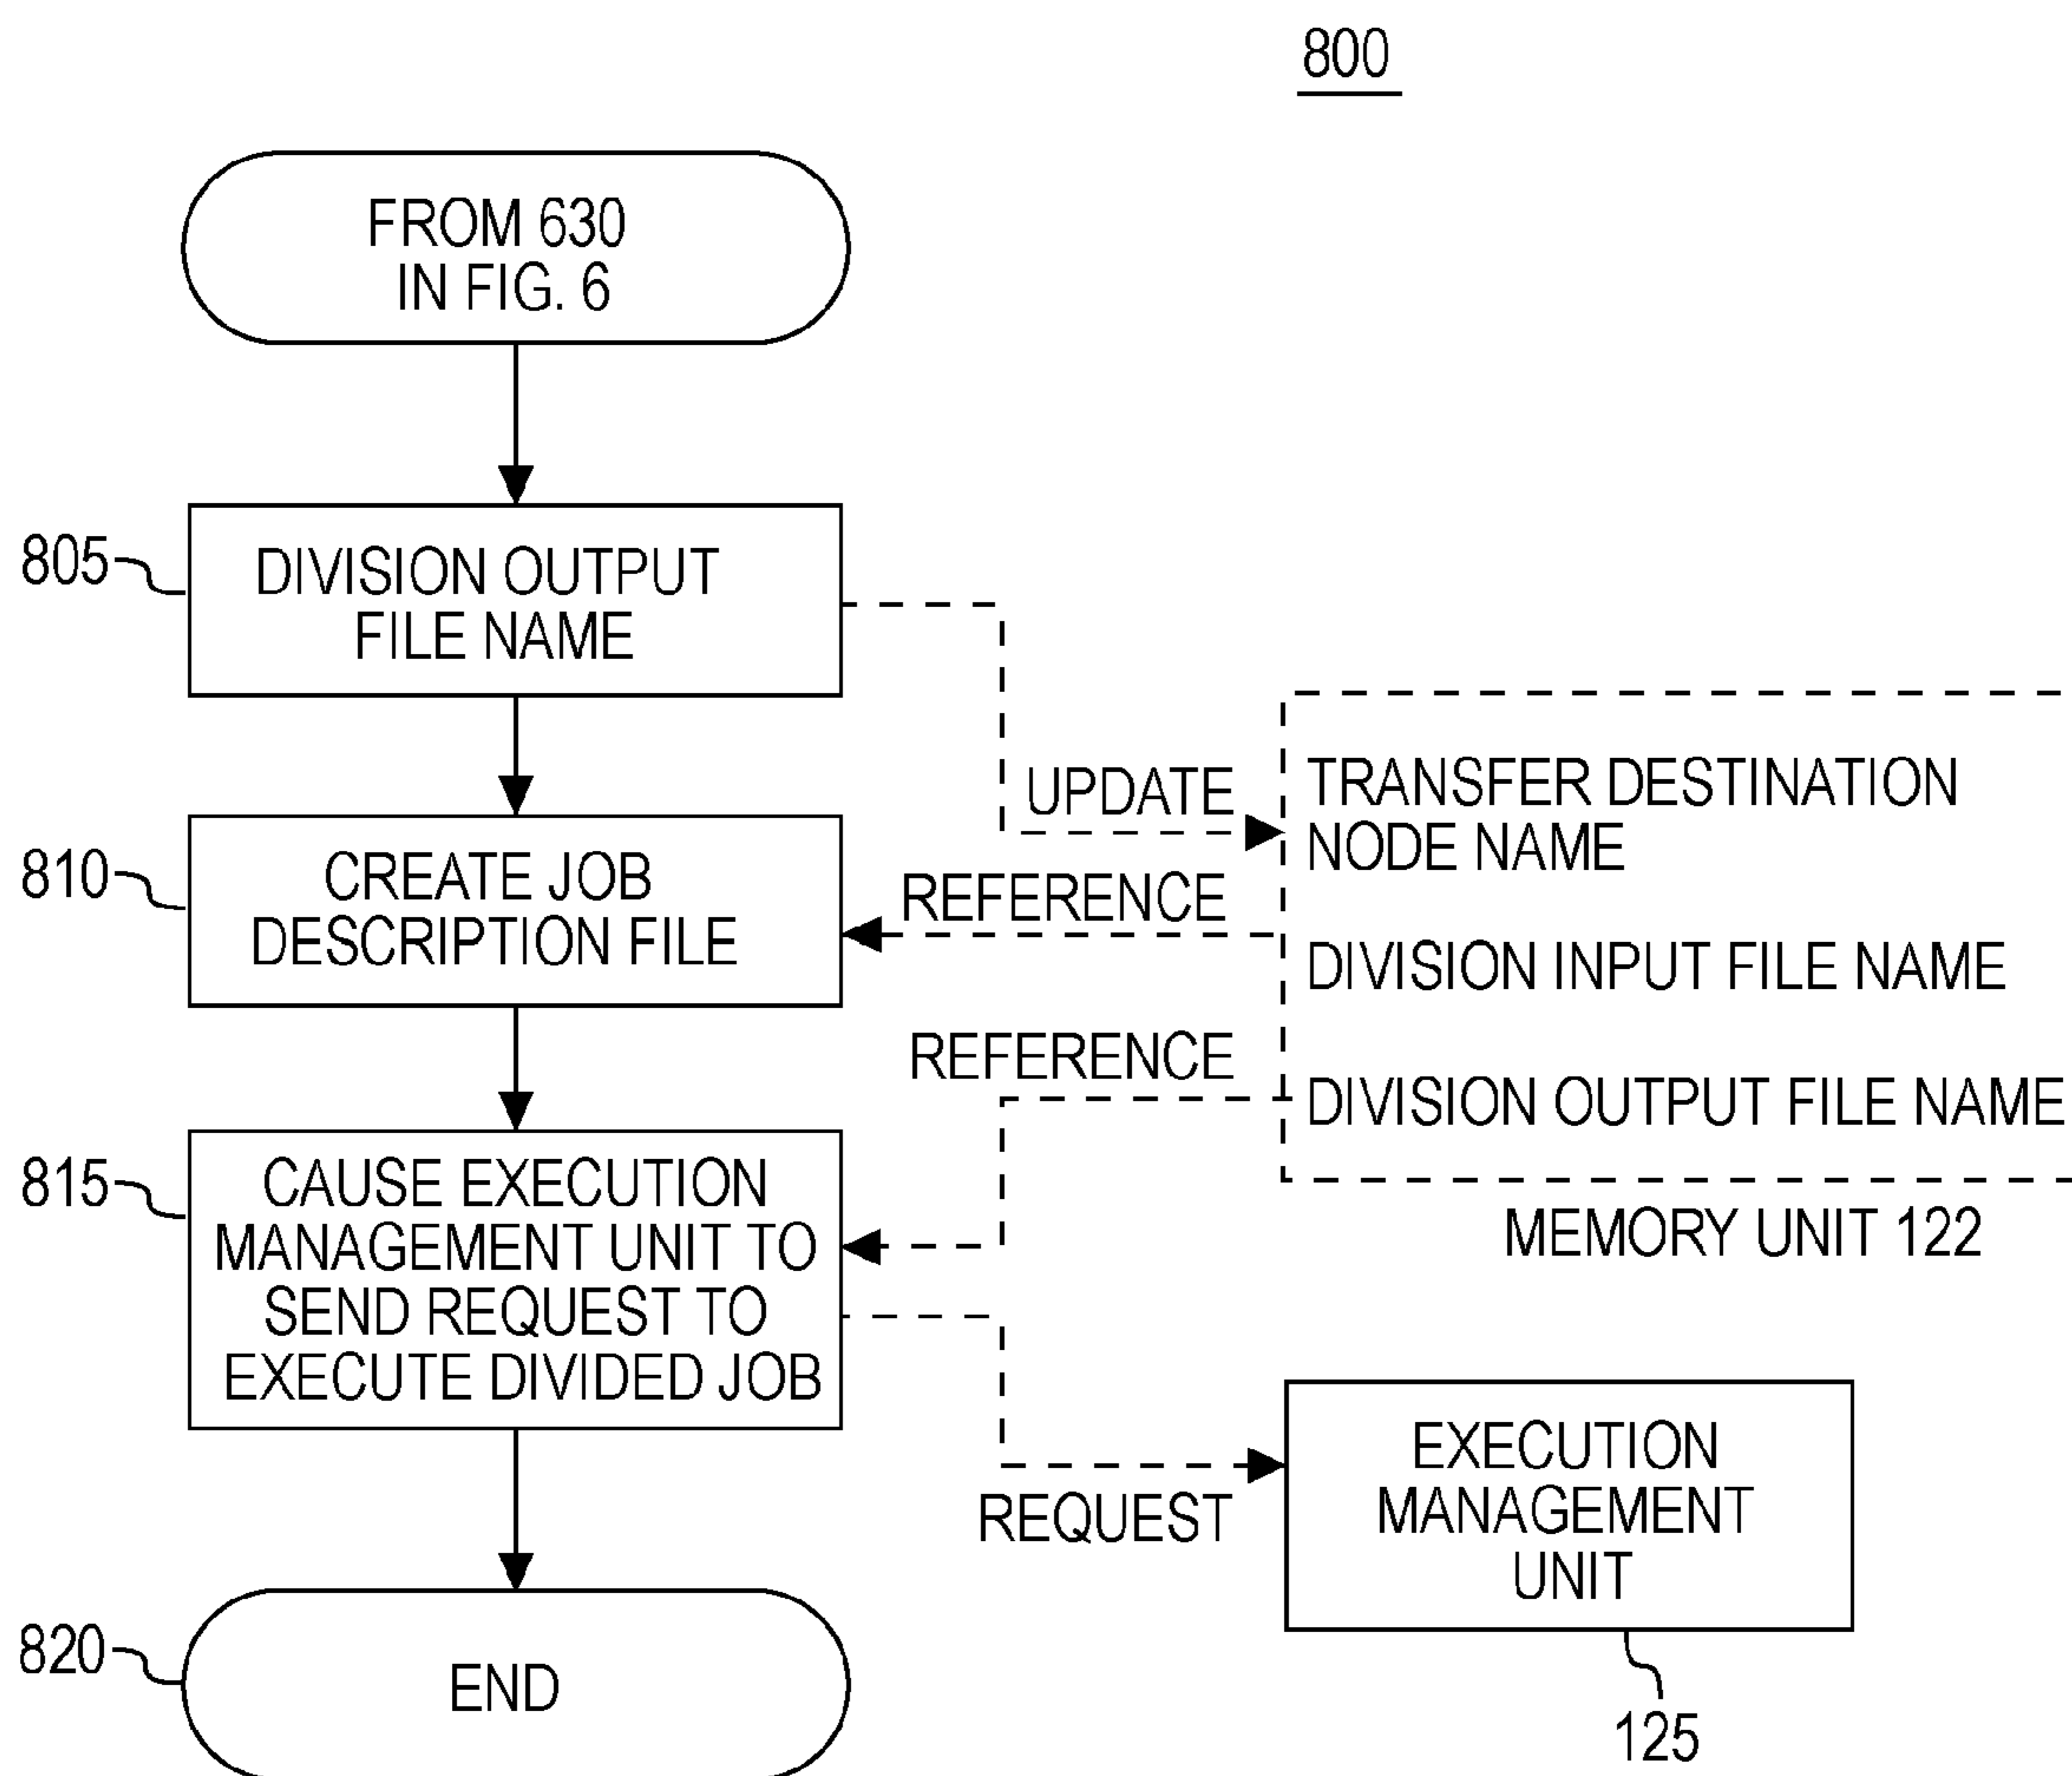 800
FROM 630
IN FIG. 6
805
DIVISION OUTPUT
FILE NAME
UPDATE
TRANSFER DESTINATION
NODE NAME
810
CREATE JOB
DESCRIPTION FILE
REFERENCE
DIVISION INPUT FILE NAME
REFERENCE
DIVISION OUTPUT FILE NAME
MEMORY UNIT 122
815
CAUSE EXECUTION
MANAGEMENT UNIT TO
SEND REQUEST TO
EXECUTE DIVIDED JOB
REQUEST
EXECUTION
MANAGEMENT
UNIT
125
820
END